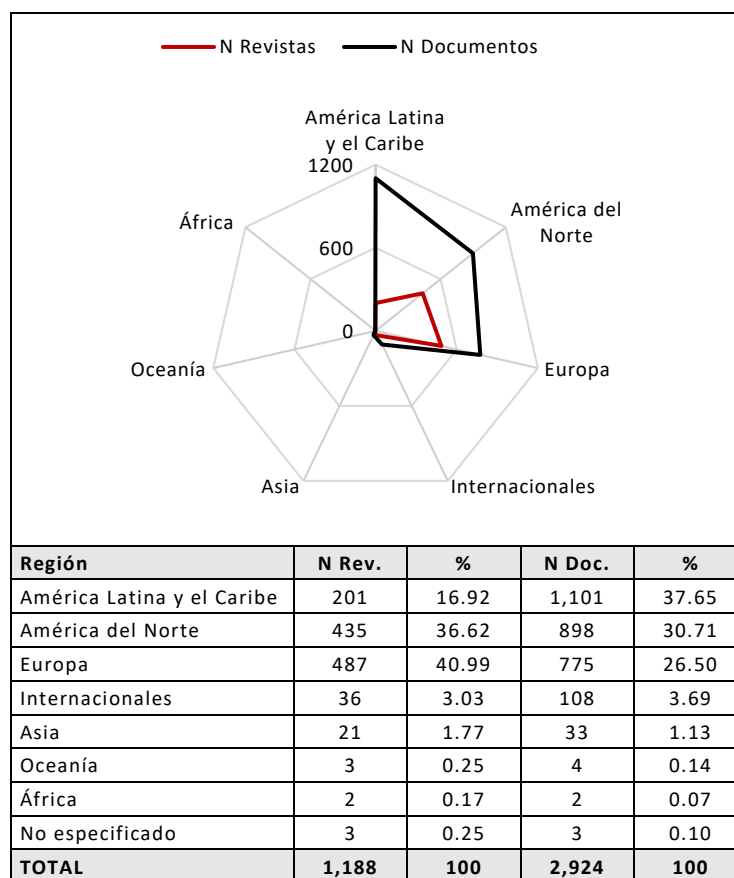 N Revistas N Documentos
América Latina
y el Caribe
1200
América del
Norte
África
600
0
Oceanía
Europa
Asia
Internacionales
Región N Rev. % N Doc. %
América Latina y el Caribe 201 16.92 1,101 37.65
América del Norte 435 36.62 898 30.71
Europa 487 40.99 775 26.50
Internacionales 36 3.03 108 3.69
Asia 21 1.77 33 1.13
Oceanía 3 0.25 4 0.14
África 2 0.17 2 0.07
No especificado 3 0.25 3 0.10
TOTAL 1,188 100 2,924 100